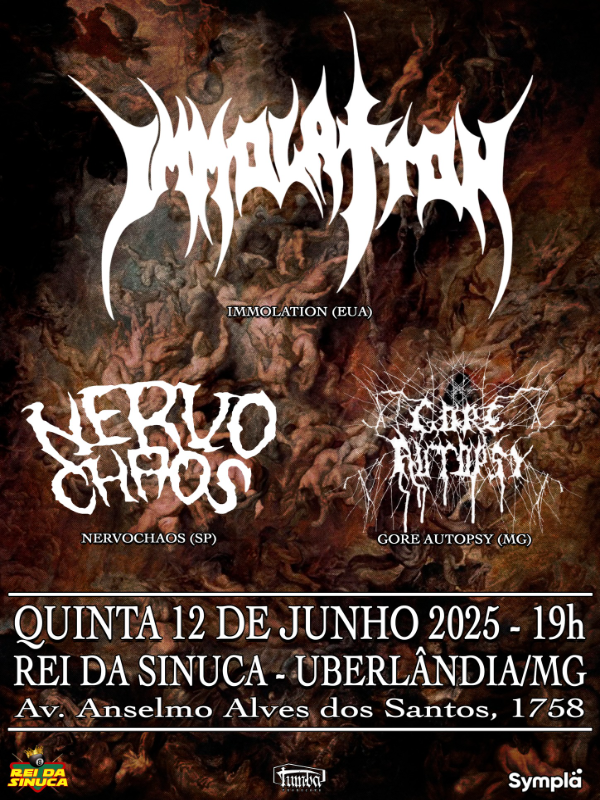 IMMOLATION
IMMOLATION (EUA)
NERVO
CHAOS
NERVOCHAOS (SP)
GORE
AUTOPSY
GORE AUTOPSY (MG)
QUINTA 12 DE JUNHO 2025 - 19h
REI DA SINUCA - UBERLÂNDIA/MG
Av. Anselmo Alves dos Santos, 1758
REI DA
SINUCA
tumba
Sympla